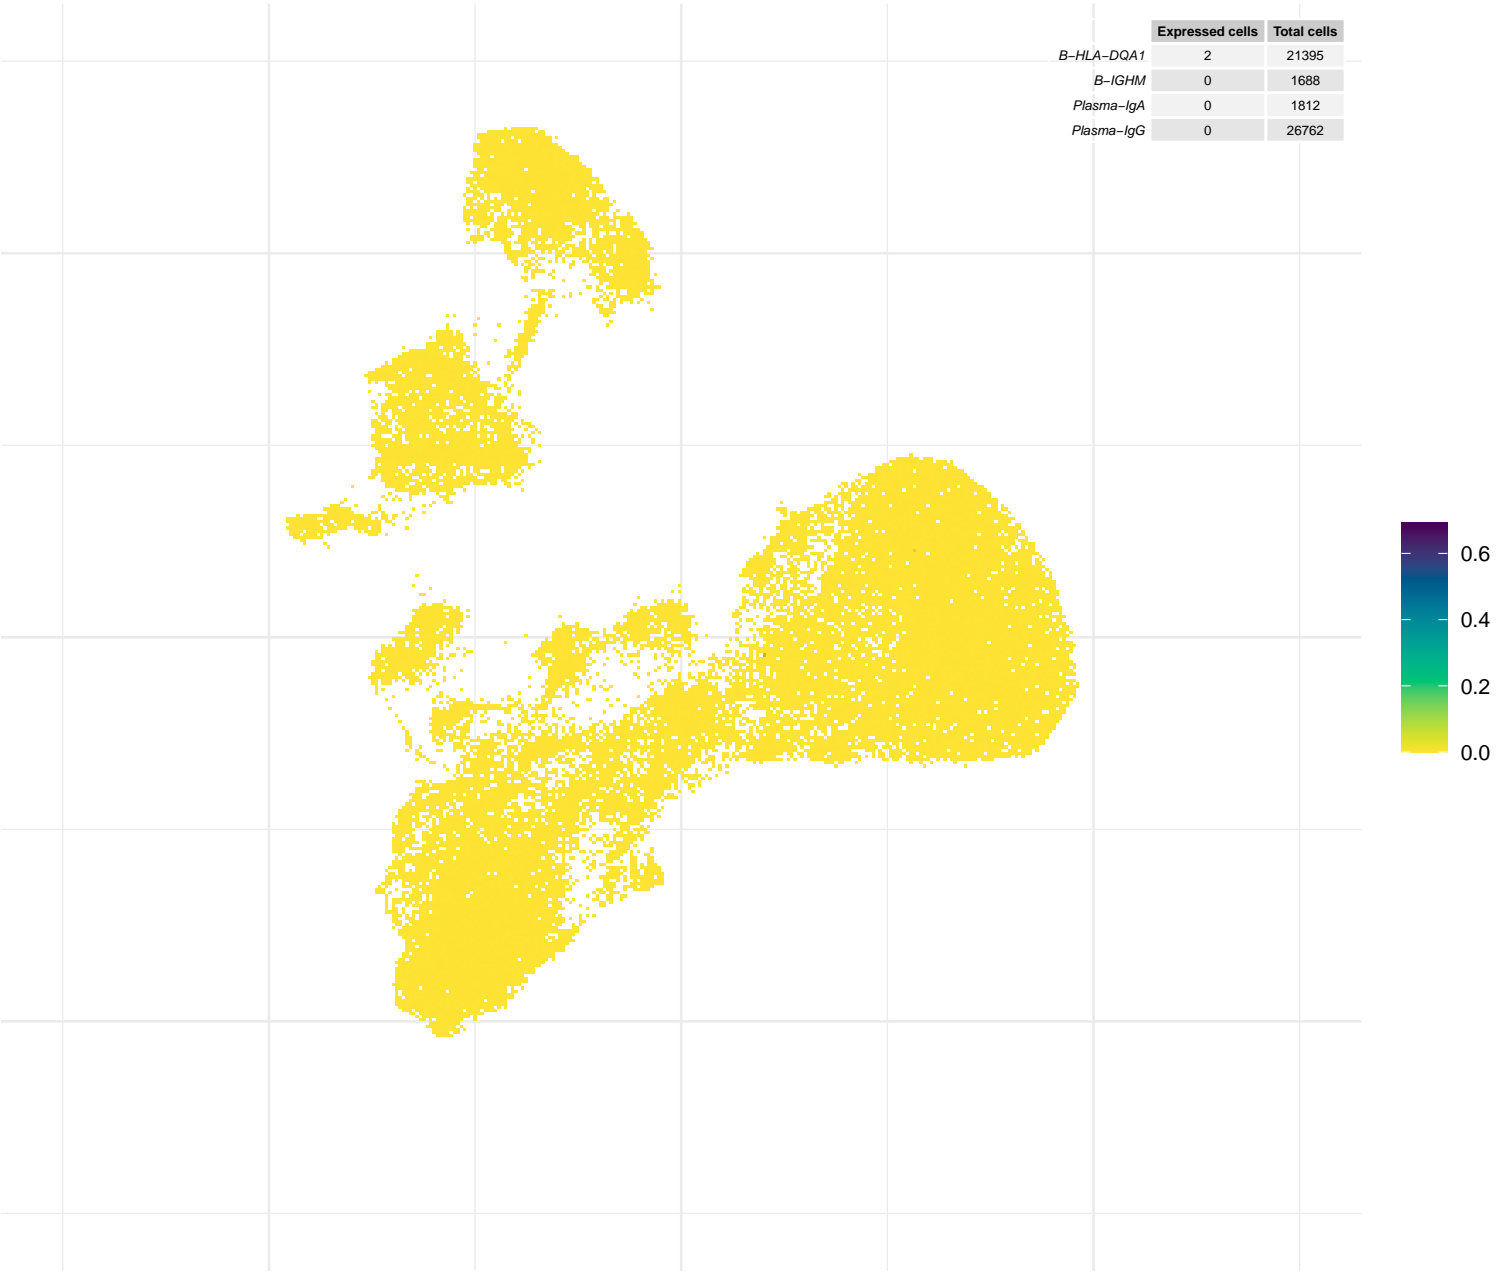 Expressed cells Total cells
B−HLA−DQA1 2 21395
B−IGHM 0 1688
Plasma−IgA 0 1812
Plasma−IgG 0 26762
0.6
0.4
0.2
0.0